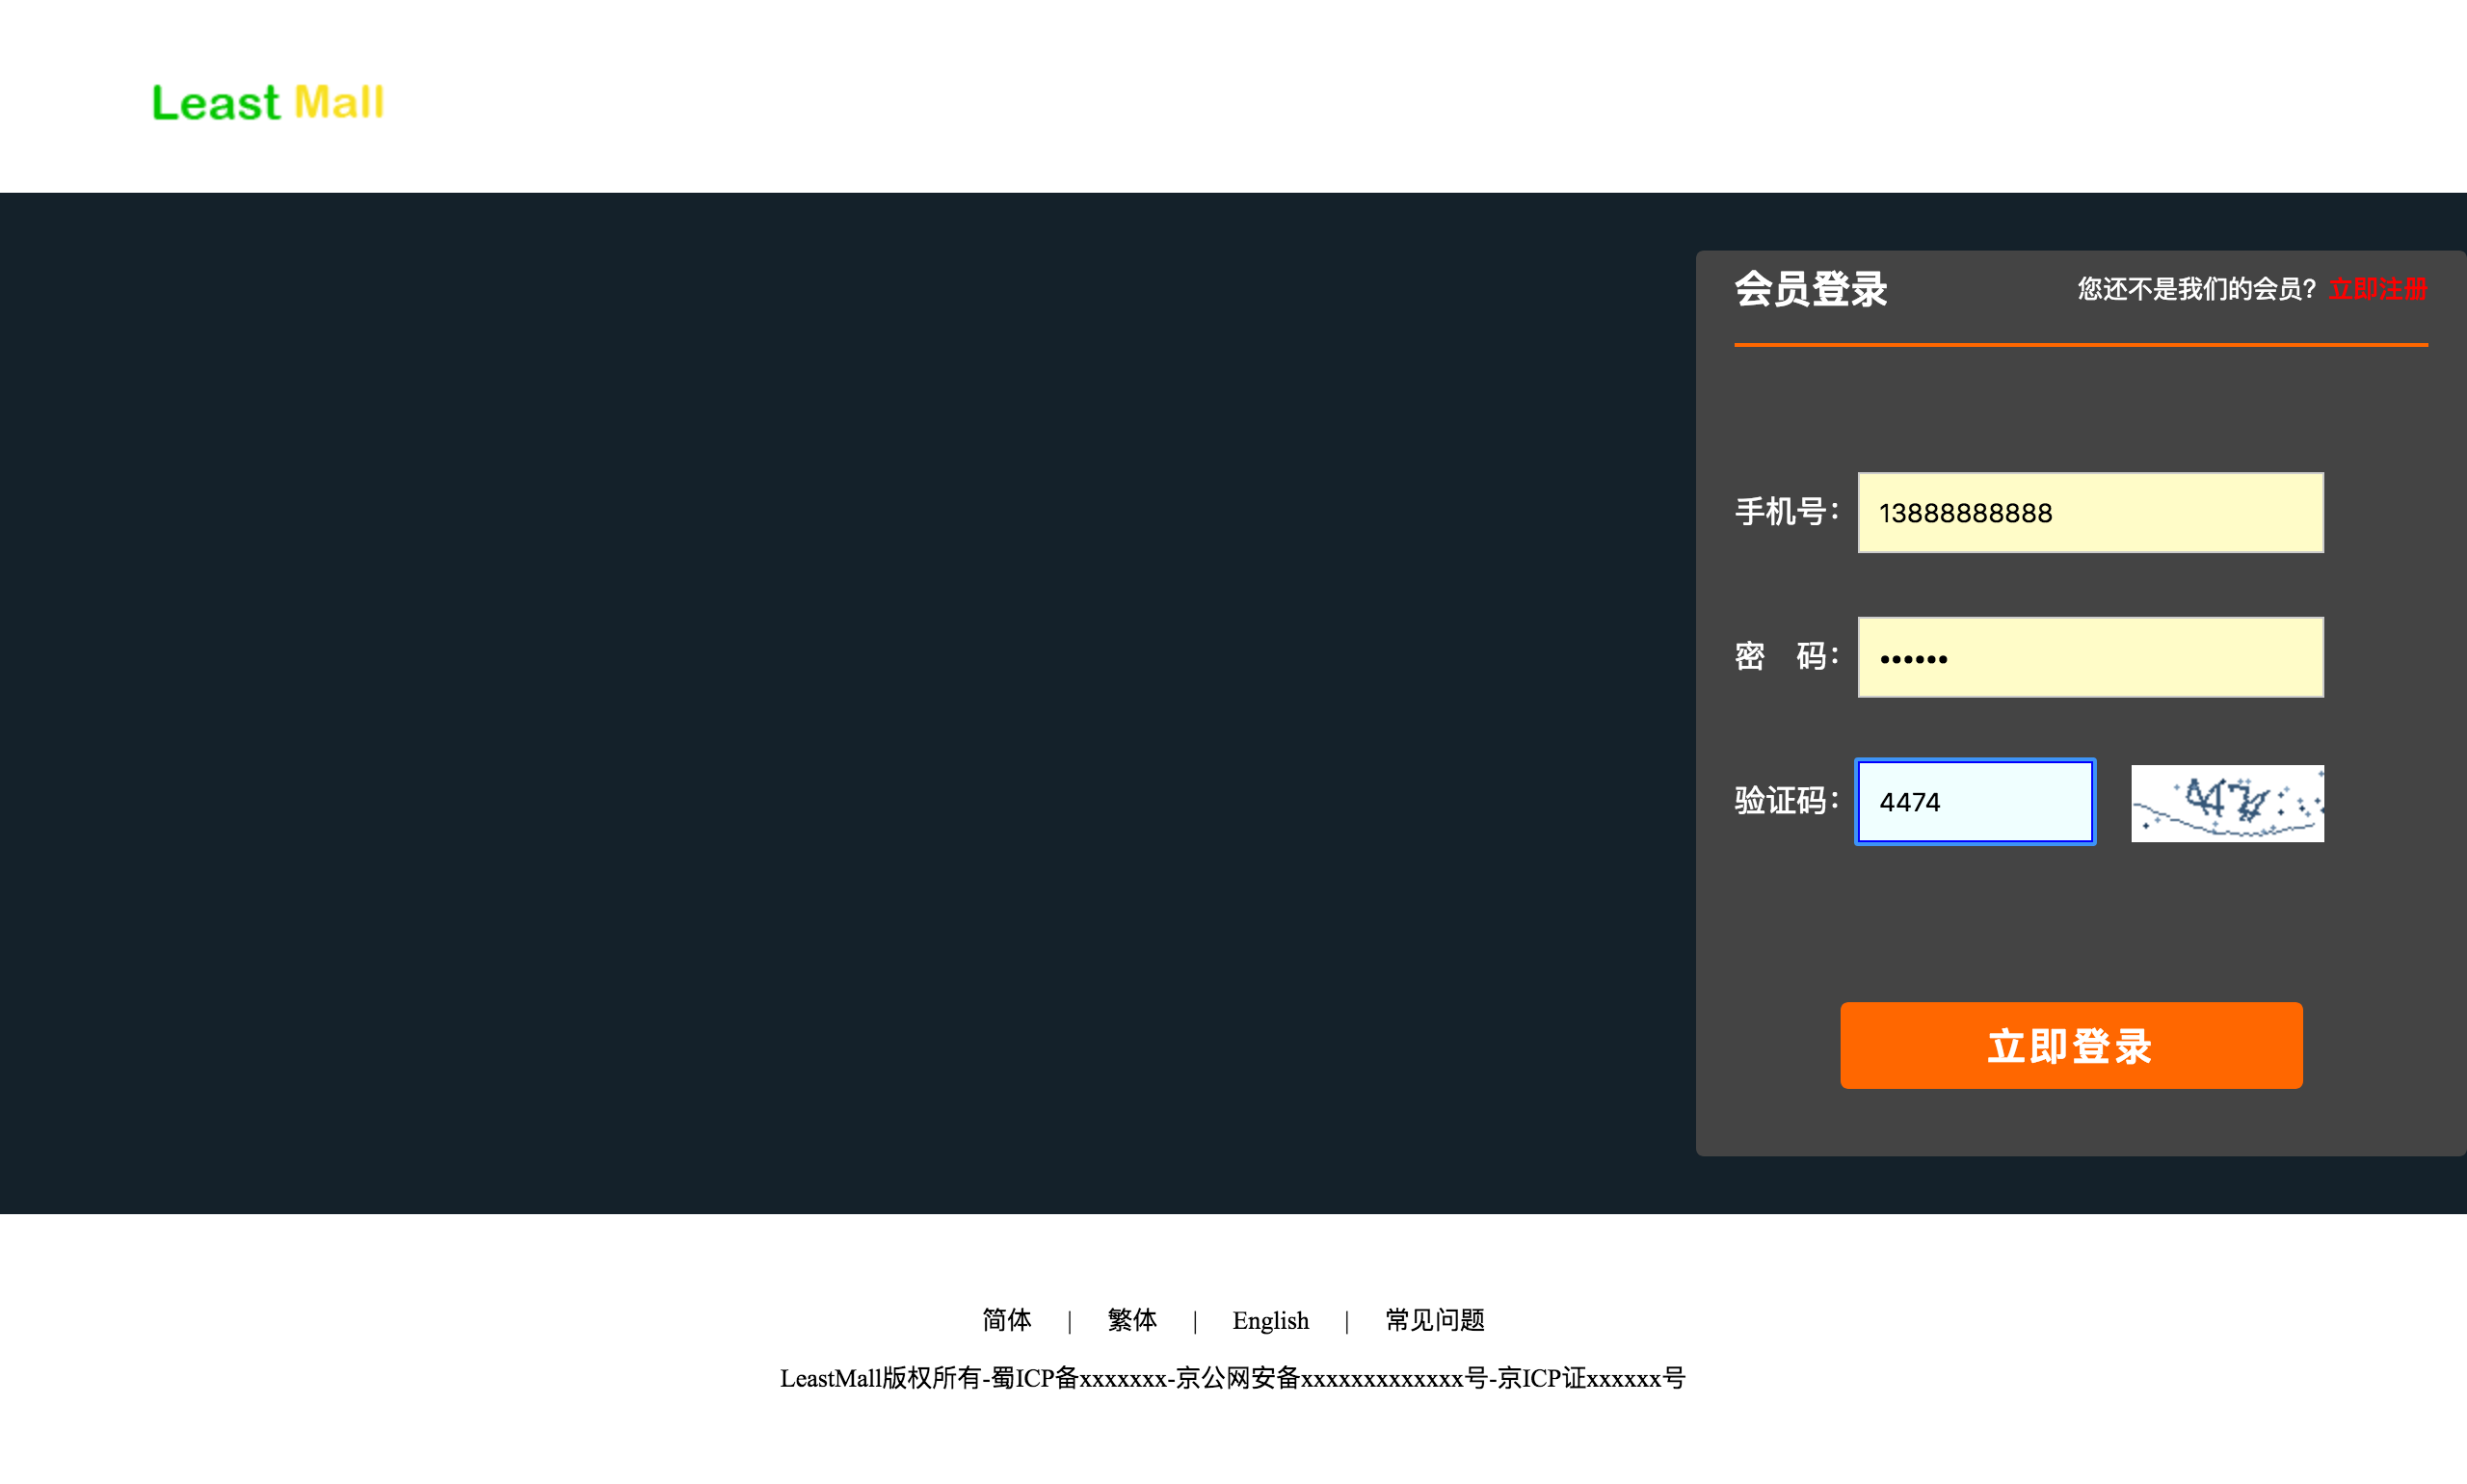 Least Mall
会员登录
您还不是我们的会员？立即注册
手机号：
13888888888
密 码：
••••••
验证码：
4474
立即登录
简体 | 繁体 | English | 常见问题
LeastMall版权所有-蜀ICP备xxxxxxx-京公网安备xxxxxxxxxxxxx号-京ICP证xxxxxx号